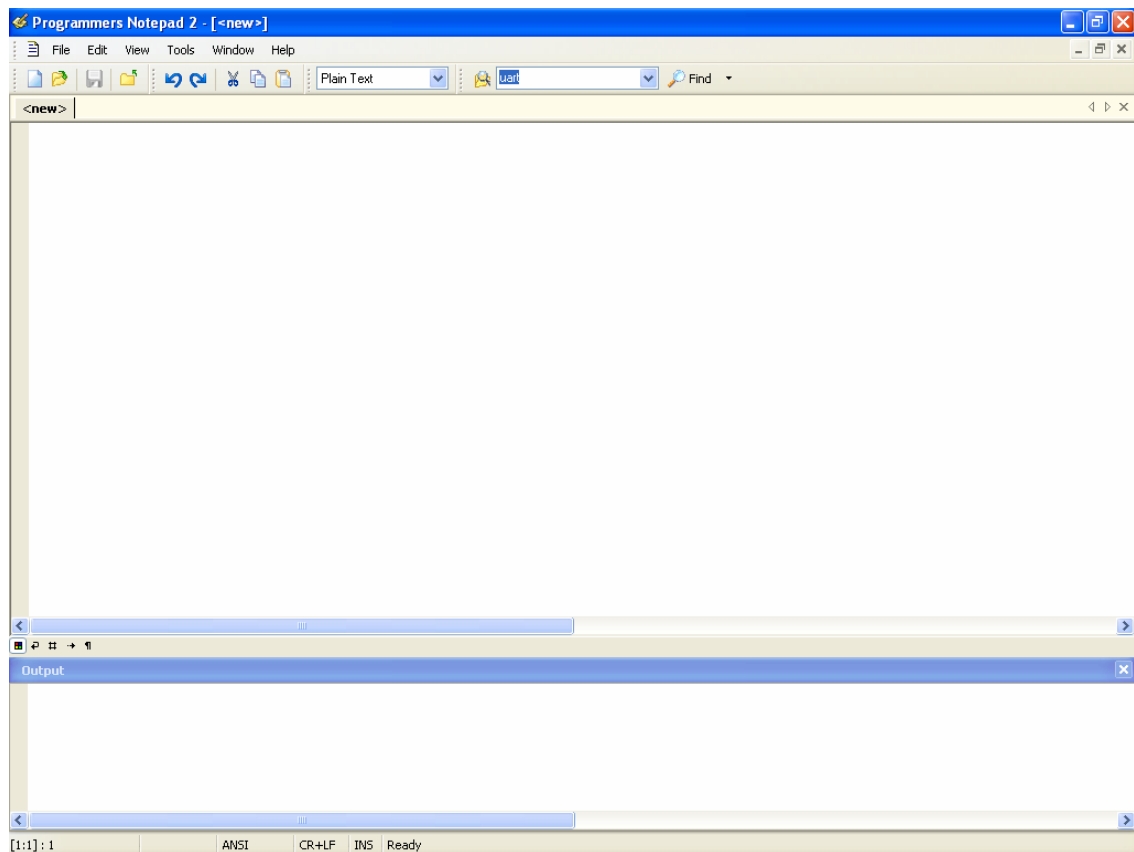 Programmers Notepad 2 - [<new>]
File Edit View Tools Window Help
Plain Text uart Find
<new>
Output
[1:1] : 1 ANSI CR+LF INS Ready